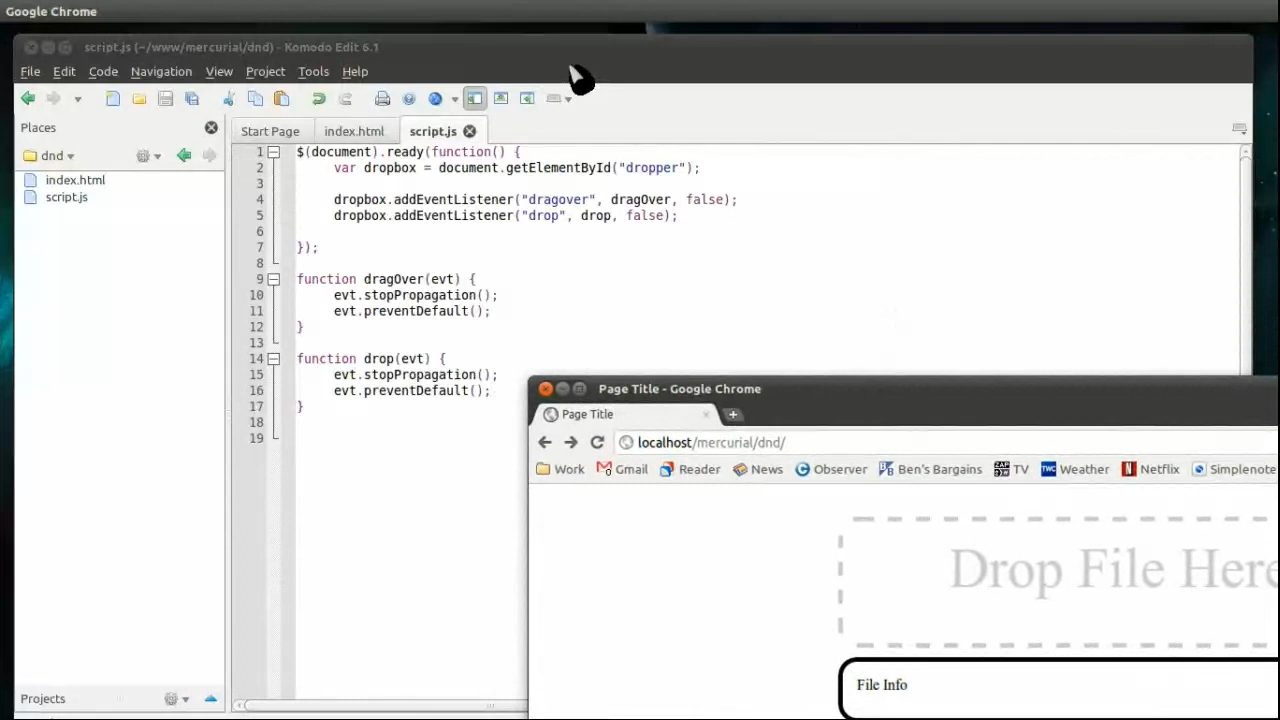 Google Chrome
script.js (~/www/mercurial/dnd) - Komodo Edit 6.1
File Edit Code Navigation View Project Tools Help
Places
Start Page index.html script.js
dnd
index.html
script.js
1 $(document).ready(function() {
2 var dropbox = document.getElementById("dropper");
3
4 dropbox.addEventListener("dragover", dragOver, false);
5 dropbox.addEventListener("drop", drop, false);
6
7 });
8
9 function dragOver(evt) {
10 evt.stopPropagation();
11 evt.preventDefault();
12 }
13
14 function drop(evt) {
15 evt.stopPropagation();
16 evt.preventDefault();
17 }
18
19
Projects
Page Title - Google Chrome
Page Title
localhost/mercurial/dnd/
Work Gmail Reader News Observer Ben's Bargains TV Weather Netflix Simplenote
Drop File Here
File Info